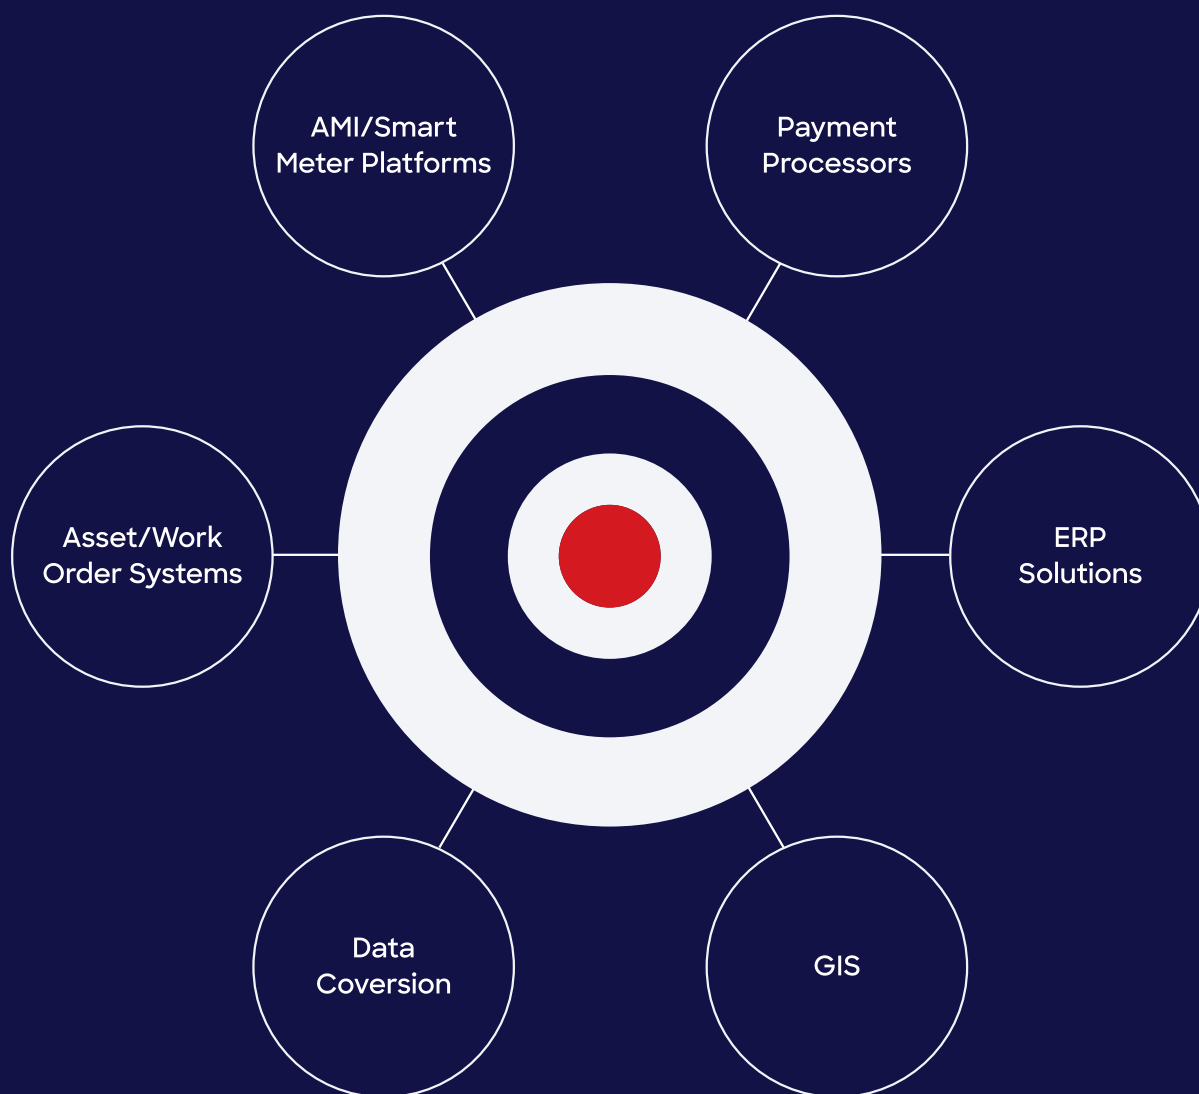 AMI/Smart
Meter Platforms
Payment
Processors
Asset/Work
Order Systems
ERP
Solutions
Data
Coversion
GIS